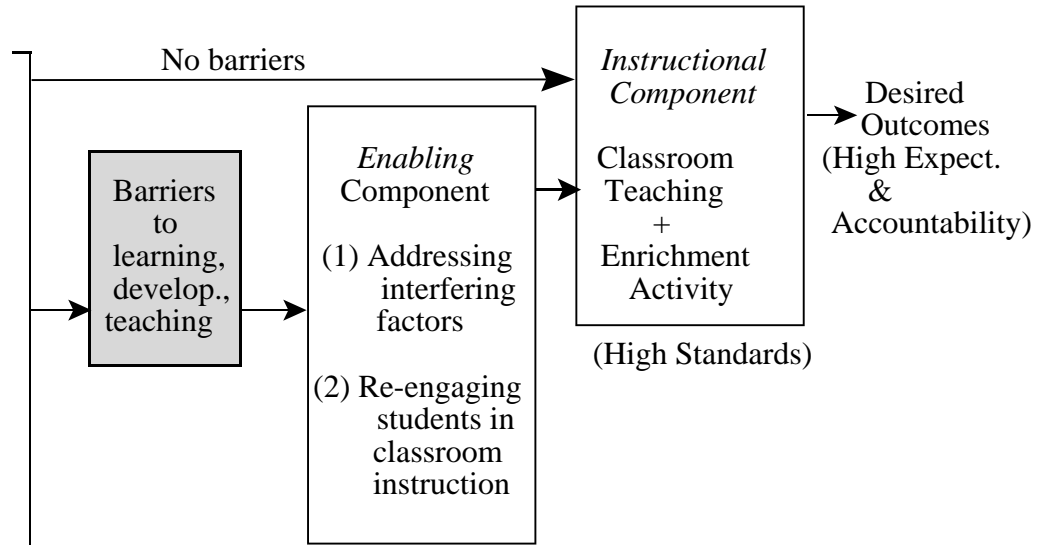 No barriers
Barriers
to
learning,
develop.,
teaching
Enabling
Component
(1) Addressing
interfering
factors
(2) Re-engaging
students in
classroom
instruction
Instructional
Component
Classroom
Teaching
+
Enrichment
Activity
(High Standards)
Desired
Outcomes
(High Expect.
&
Accountability)